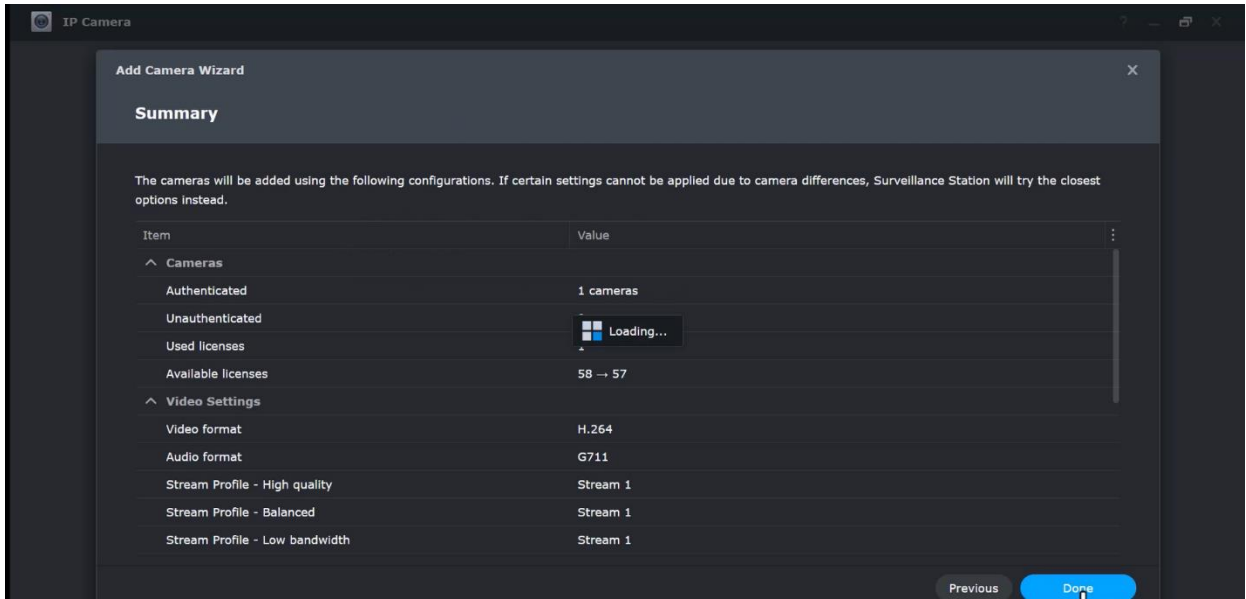 IP Camera
Add Camera Wizard
Summary
The cameras will be added using the following configurations. If certain settings cannot be applied due to camera differences, Surveillance Station will try the closest
options instead.
Item Value
Cameras
Authenticated 1 cameras
Unauthenticated
Loading...
Used licenses
Available licenses 58 → 57
Video Settings
Video format H.264
Audio format G711
Stream Profile - High quality Stream 1
Stream Profile - Balanced Stream 1
Stream Profile - Low bandwidth Stream 1
Previous Done